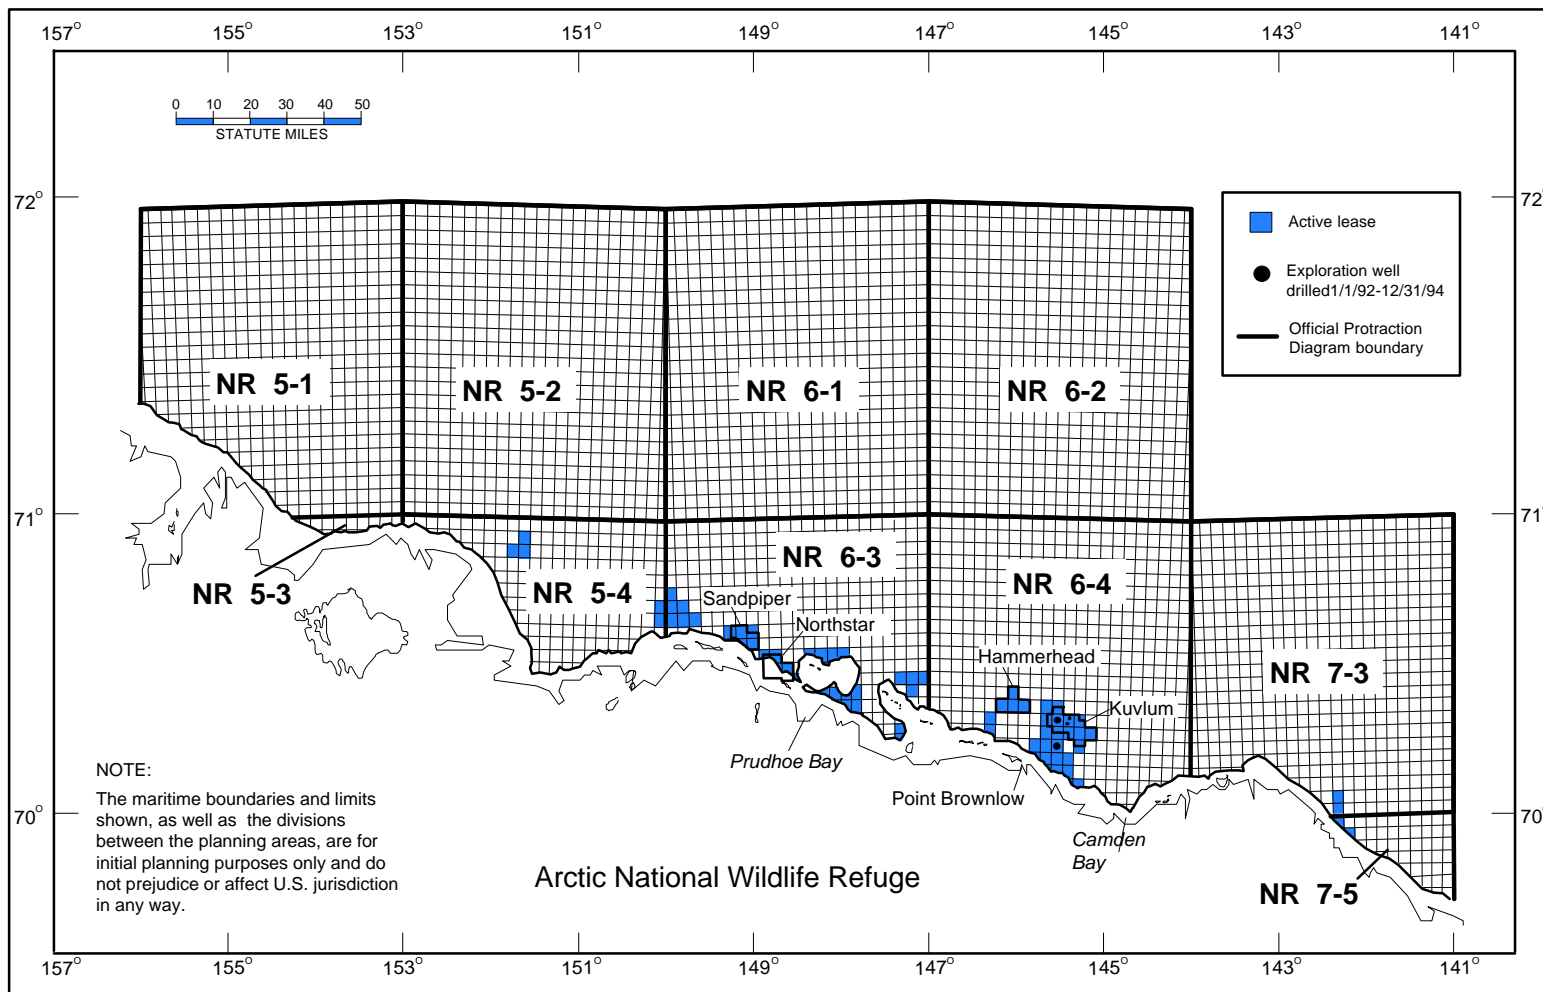 157° 155° 153° 151° 149° 147° 145° 143° 141°
0 10 20 30 40 50
STATUTE MILES
72° 72°
Active lease
Exploration well
drilled1/1/92-12/31/94
Official Protraction
Diagram boundary
NR 5-1
NR 5-2
NR 6-1
NR 6-2
71° 71°
NR 5-3
NR 5-4
NR 6-3
NR 6-4
NR 7-3
Sandpiper
Northstar
Hammerhead
Kuvlum
Prudhoe Bay
Point Brownlow
Camden
Bay
70° 70°
NR 7-5
NOTE:
The maritime boundaries and limits
shown, as well as the divisions
between the planning areas, are for
initial planning purposes only and do
not prejudice or affect U.S. jurisdiction
in any way.
Arctic National Wildlife Refuge
157° 155° 153° 151° 149° 147° 145° 143° 141°